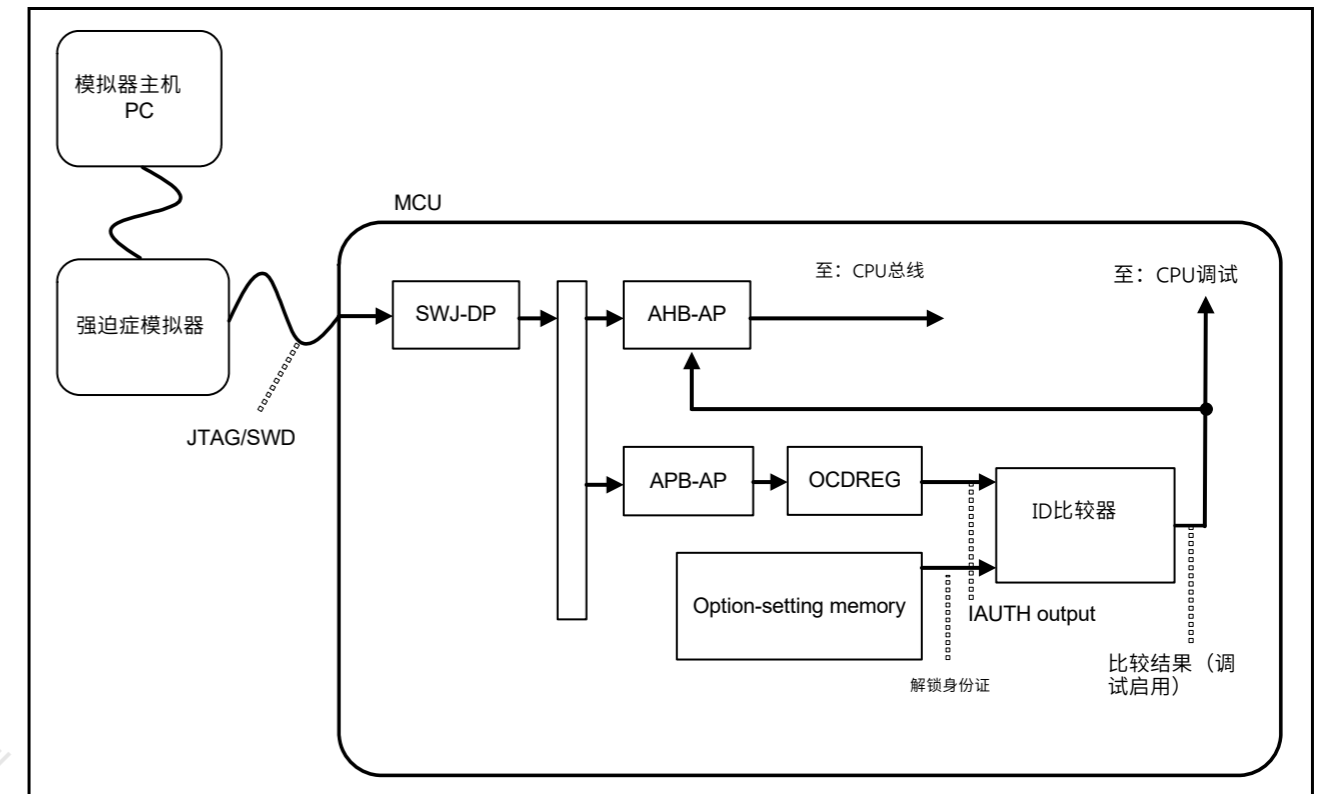 模拟器主机
PC
MCU
至：CPU总线
至：CPU调试
强迫症模拟器
SWJ-DP
AHB-AP
JTAG/SWD
APB-AP
OCDREG
ID比较器
Option-setting memory
IAUTH output
解锁身份证
比较结果（调
试启用）